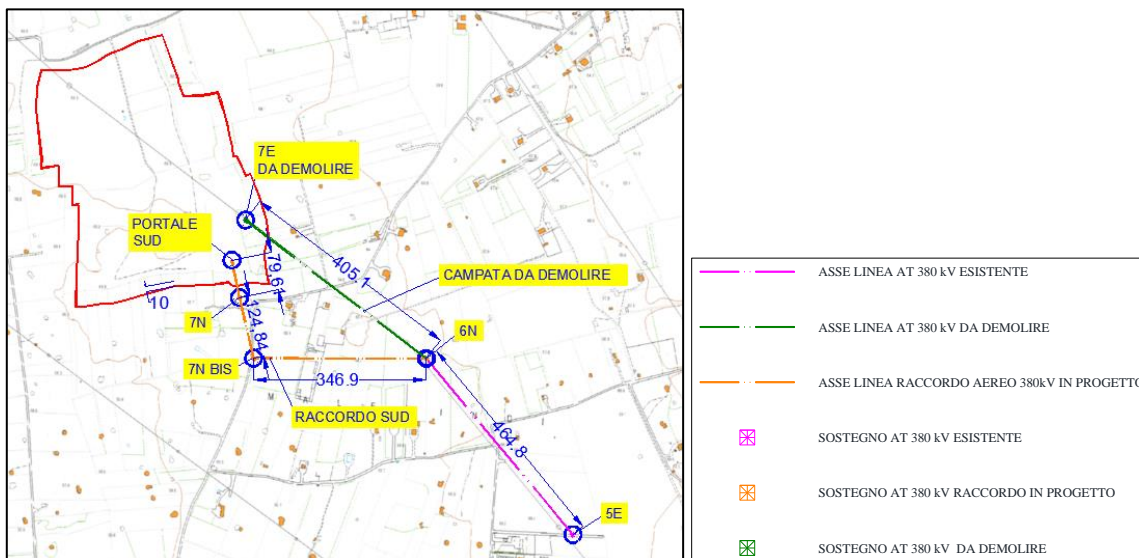 7E
DA DEMOLIRE
PORTALE
SUD
79.61
405.1
CAMPATA DA DEMOLIRE
10
7N
124.84
6N
7N BIS
346.9
RACCORDO SUD
464.8
5E
ASSE LINEA AT 380 kV ESISTENTE
ASSE LINEA AT 380 kV DA DEMOLIRE
ASSE LINEA RACCORDO AEREO 380kV IN PROGETTO
SOSTEGNO AT 380 kV ESISTENTE
SOSTEGNO AT 380 kV RACCORDO IN PROGETTO
SOSTEGNO AT 380 kV DA DEMOLIRE